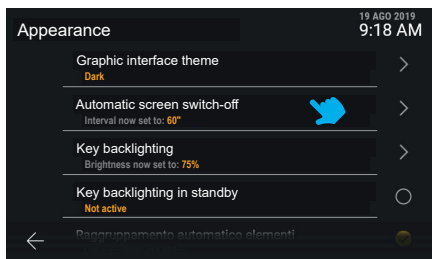 19 AGO 2019
Appearance
9:18 AM
Graphic interface theme
Dark
Automatic screen switch-off
Interval now set to: 60"
Key backlighting
Brightness now set to: 75%
Key backlighting in standby
Not active
Raggruppamento automatico elementi